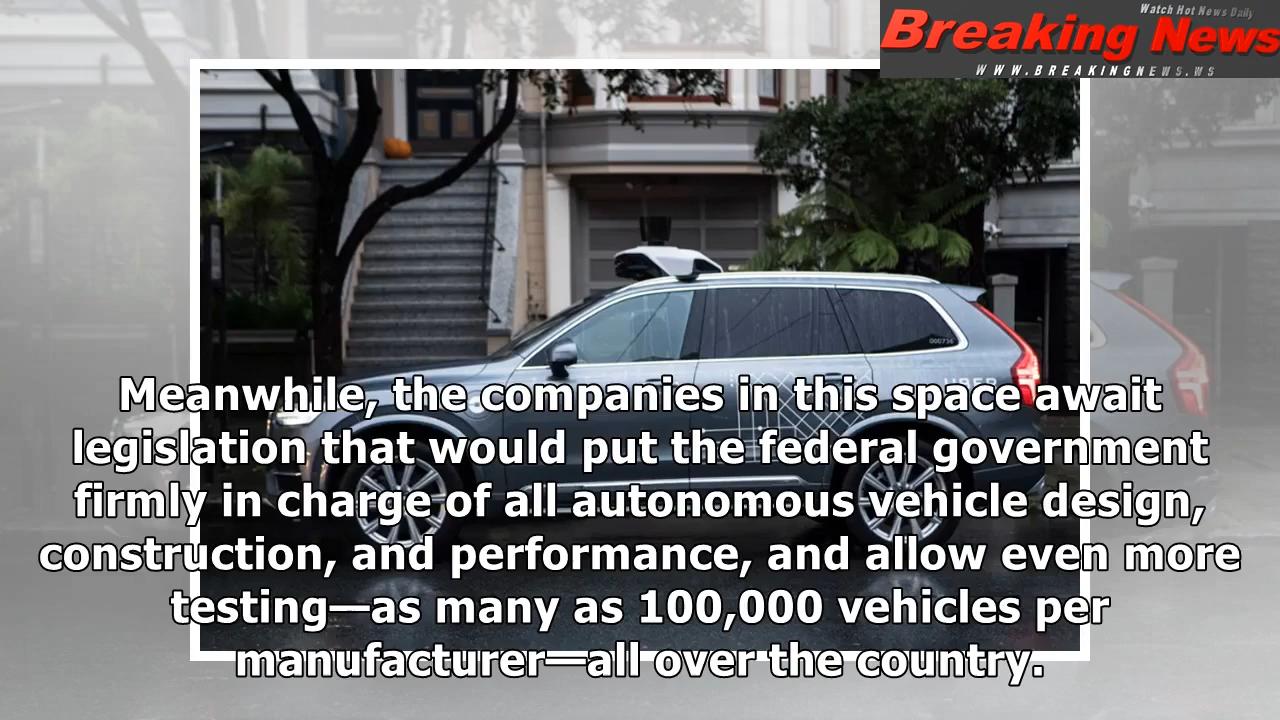 Watch Hot News Daily
Breaking News
WWW.BREAKINGNEWS.WS
000736
UBER
Meanwhile, the companies in this space await
legislation that would put the federal government
firmly in charge of all autonomous vehicle design,
construction, and performance, and allow even more
testing—as many as 100,000 vehicles per
manufacturer—all over the country.